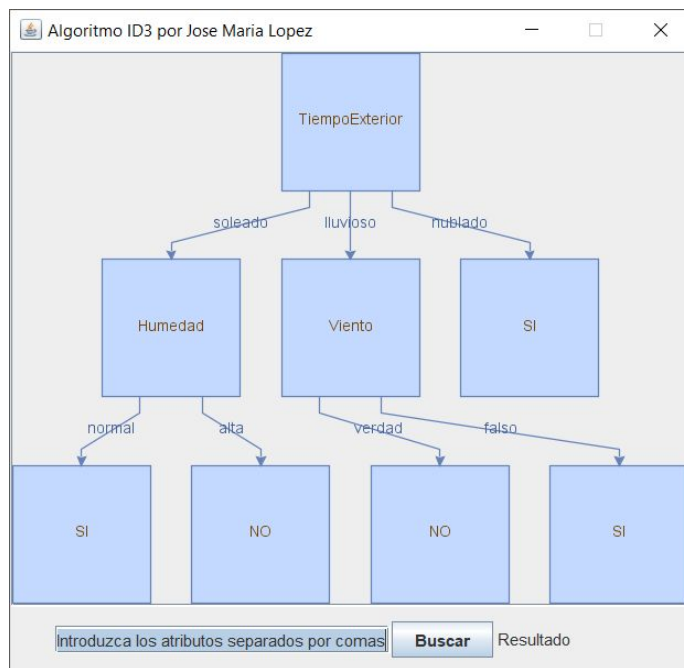 Algoritmo ID3 por Jose Maria Lopez
TiempoExterior
soleado lluvioso nublado
Humedad Viento SI
normal alta verdad falso
SI NO NO SI
Introduzca los atributos separados por comas Buscar Resultado